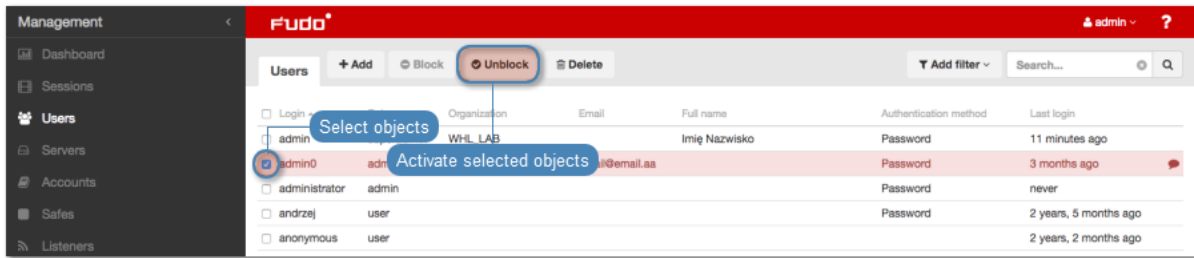 Management <
FUDO
admin
?
Dashboard
Sessions
Users
Servers
Accounts
Safes
Listeners
Users
+ Add
Block
Unblock
Delete
Add filter
Search...
Login
Organization
Email
Full name
Authentication method
Last login
Select objects
Activate selected objects
admin
WHL_LAB
Imię Nazwisko
Password
11 minutes ago
admin0
adm
l@email.aa
Password
3 months ago
administrator
admin
Password
never
andrzej
user
Password
2 years, 5 months ago
anonymous
user
2 years, 2 months ago